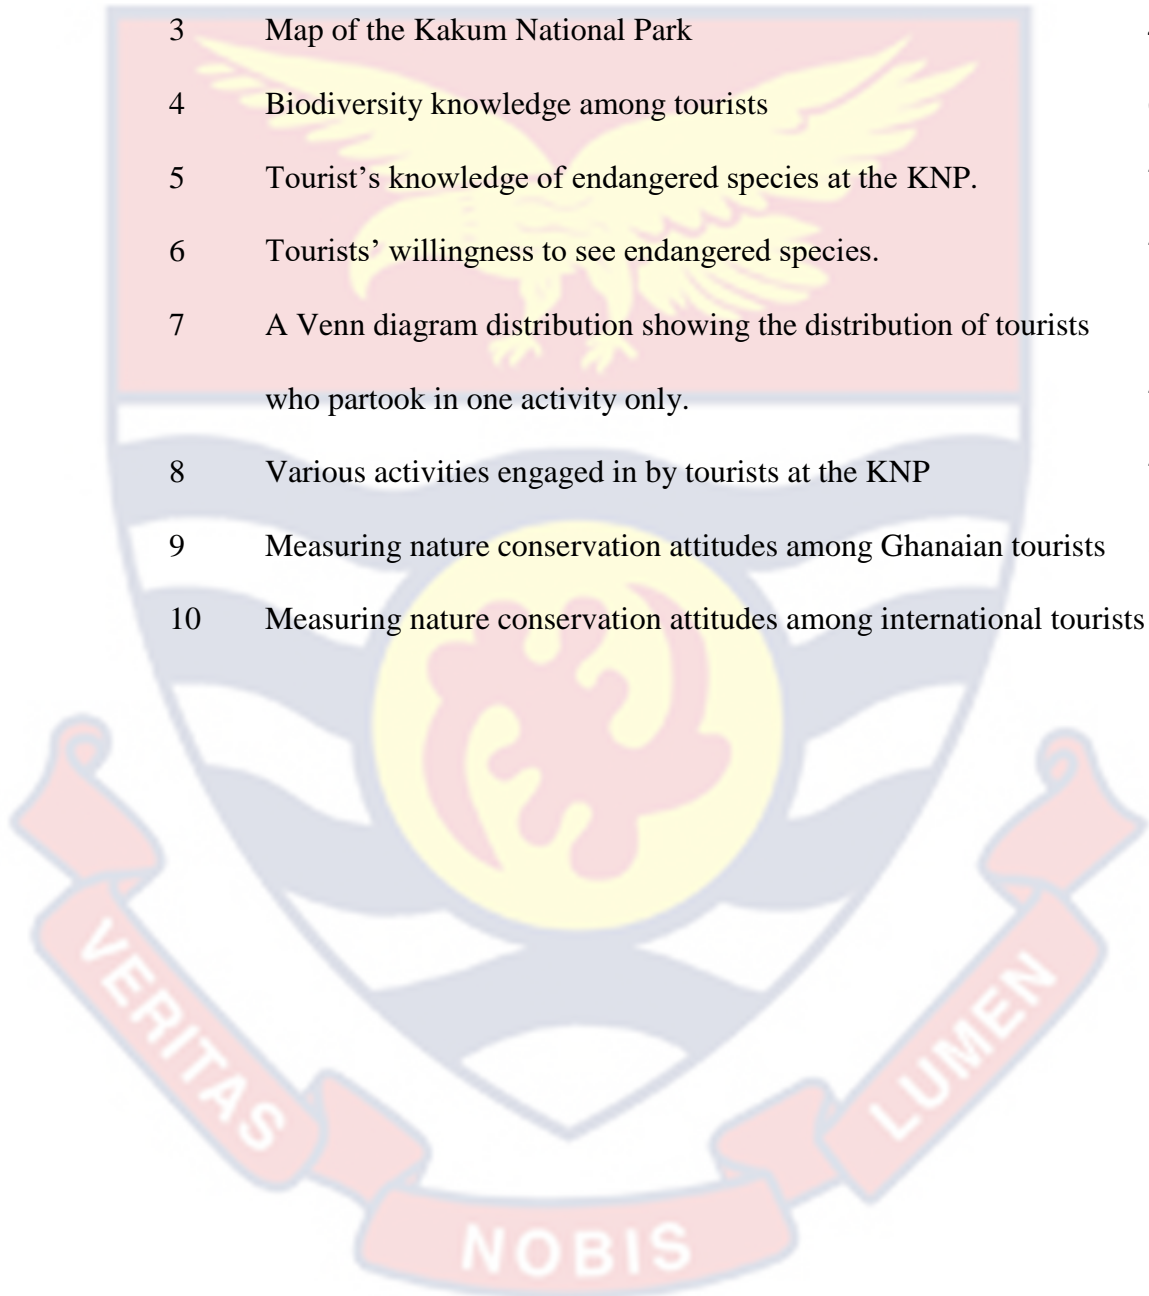 3 Map of the Kakum National Park
4 Biodiversity knowledge among tourists
5 Tourist's knowledge of endangered species at the KNP.
6 Tourists' willingness to see endangered species.
7 A Venn diagram distribution showing the distribution of tourists
who partook in one activity only.
8 Various activities engaged in by tourists at the KNP
9 Measuring nature conservation attitudes among Ghanaian tourists
10 Measuring nature conservation attitudes among international tourists
VERITAS
NOBIS
LUMEN